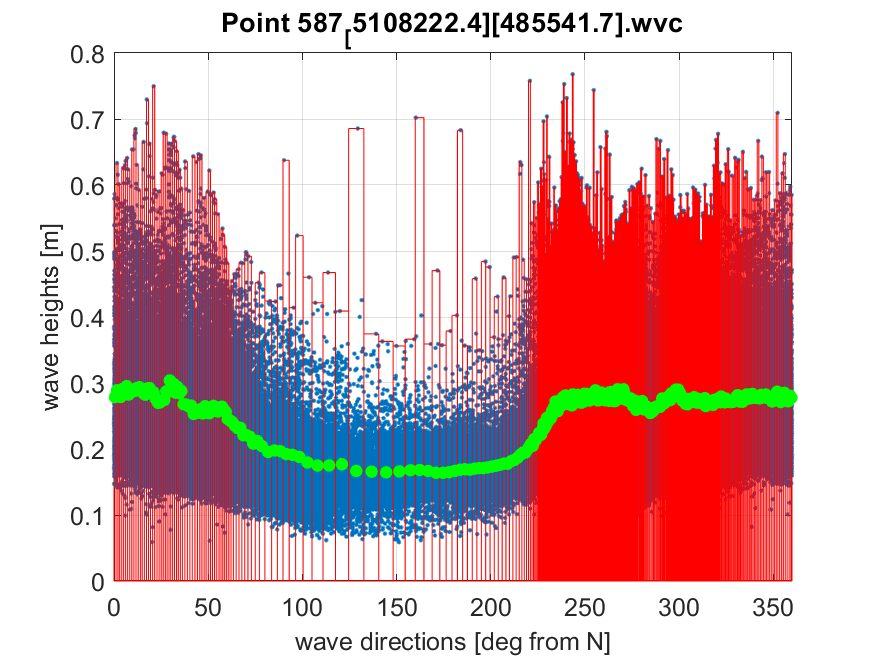 Point 587[5108222.4][485541.7].wvc
0.8
0.7
0.6
0.5
0.4
0.3
0.2
0.1
0
wave heights [m]
0 50 100 150 200 250 300 350
wave directions [deg from N]